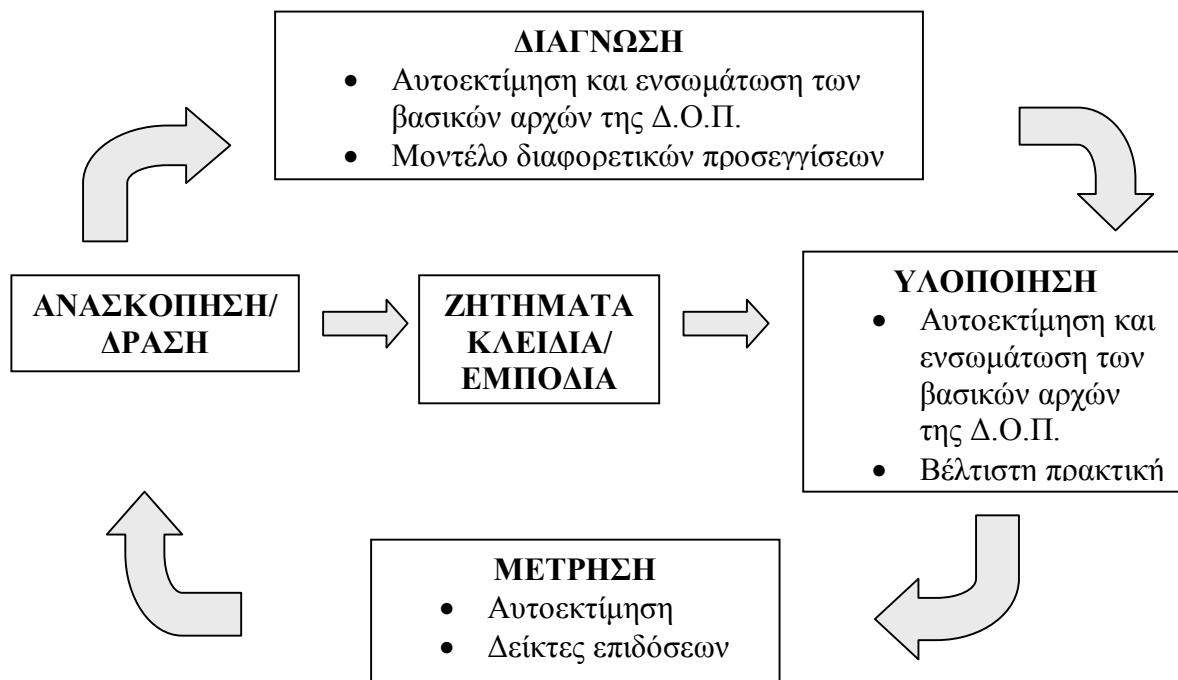 ΔΙΑΓΝΩΣΗ
• Αυτοεκτίμηση και ενσωμάτωση των
βασικών αρχών της Δ.Ο.Π.
• Μοντέλο διαφορετικών προσεγγίσεων
ΑΝΑΣΚΟΠΗΣΗ/
ΔΡΑΣΗ
ΖΗΤΗΜΑΤΑ
ΚΛΕΙΔΙΑ/
ΕΜΠΟΔΙΑ
ΥΛΟΠΟΙΗΣΗ
• Αυτοεκτίμηση και
ενσωμάτωση των
βασικών αρχών
της Δ.Ο.Π.
• Βέλτιστη πρακτική
ΜΕΤΡΗΣΗ
• Αυτοεκτίμηση
• Δείκτες επιδόσεων